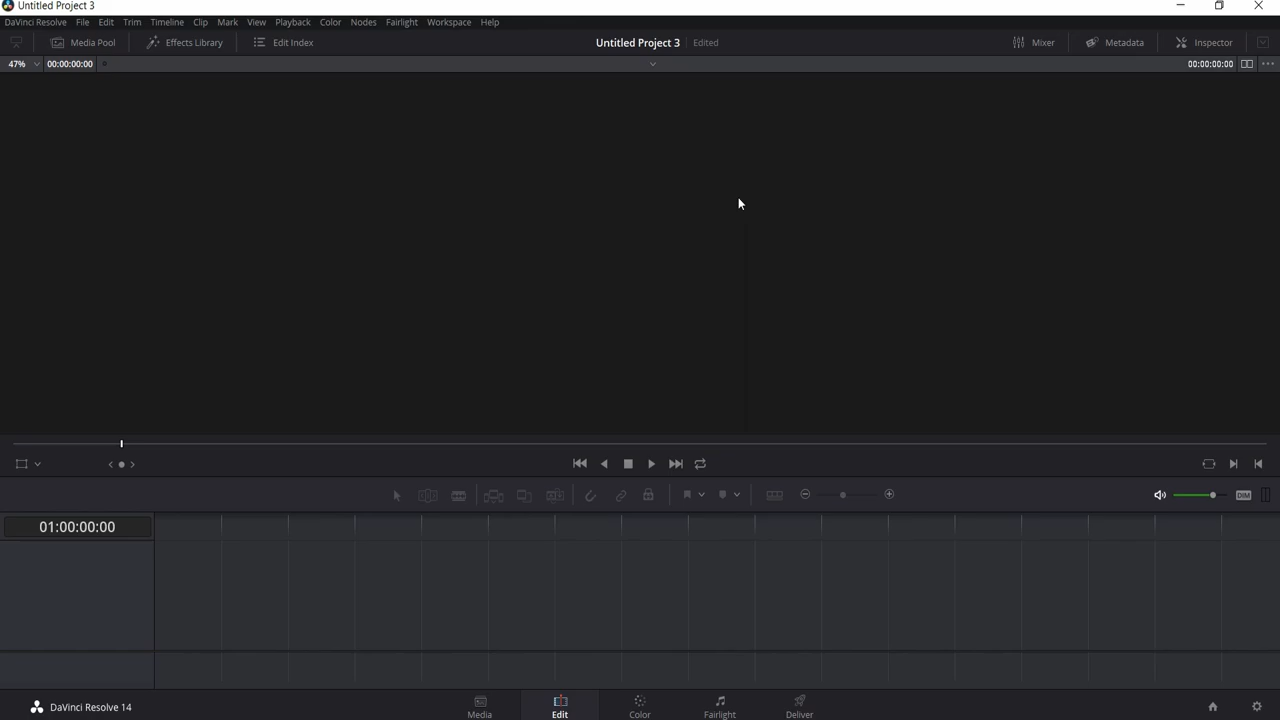 Untitled Project 3
DaVinci Resolve File Edit Trim Timeline Clip Mark View Playback Color Nodes Fairlight Workspace Help
Media Pool Effects Library Edit Index Untitled Project 3 Edited Mixer Metadata Inspector
47% 00:00:00:00 00:00:00:00
DIM
01:00:00:00
DaVinci Resolve 14 Media Edit Color Fairlight Deliver